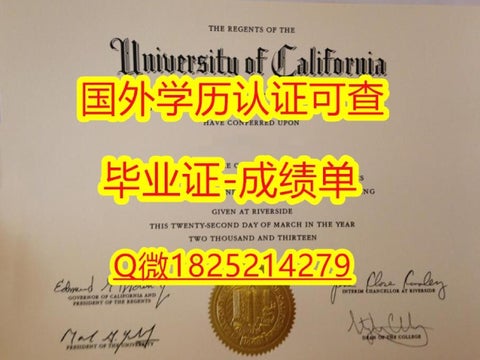 THE REGENTS OF THE
University of California
国外学历认证可查
HAVE CONFERRED UPON
毕业证-成绩单
GIVEN AT RIVERSIDE
THIS TWENTY-SECOND DAY OF MARCH IN THE YEAR
TWO THOUSAND AND THIRTEEN
Q微1825214279
GOVERNOR OF CALIFORNIA AND
PRESIDENT OF THE REGENTS
INTERIM CHANCELLOR AT RIVERSIDE
PRESIDENT OF THE UNIVERSITY
DEAN OF THE COLLEGE